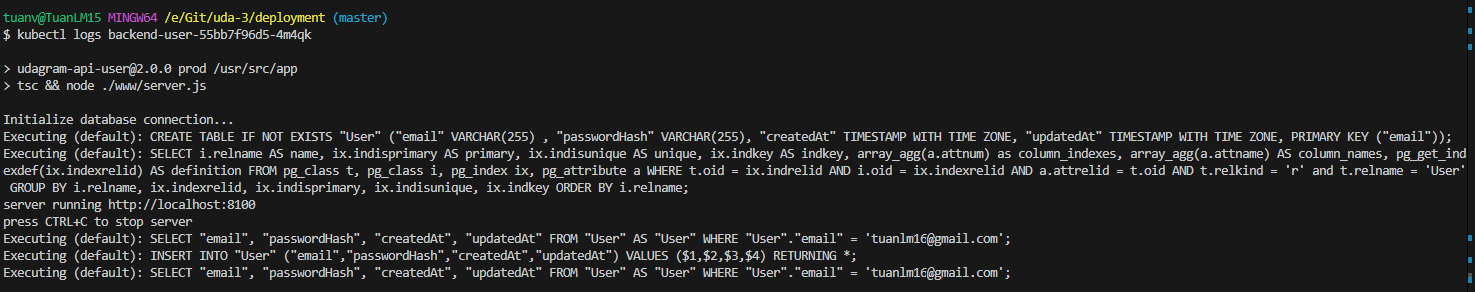 tuanv@TuanLM15 MINGW64 /e/Git/uda-3/deployment (master)
$ kubectl logs backend-user-55bb7f96d5-4m4qk
> udagram-api-user@2.0.0 prod /usr/src/app
> tsc && node ./www/server.js
Initialize database connection...
Executing (default): CREATE TABLE IF NOT EXISTS "User" ("email" VARCHAR(255) , "passwordHash" VARCHAR(255), "createdAt" TIMESTAMP WITH TIME ZONE, "updatedAt" TIMESTAMP WITH TIME ZONE, PRIMARY KEY ("email"));
Executing (default): SELECT i.relname AS name, ix.indisprimary AS primary, ix.indisunique AS unique, ix.indkey AS indkey, array_agg(a.attnum) as column_indexes, array_agg(a.attname) AS column_names, pg_get_ind
exdef(ix.indexrelid) AS definition FROM pg_class t, pg_class i, pg_index ix, pg_attribute a WHERE t.oid = ix.indrelid AND i.oid = ix.indexrelid AND a.attrelid = t.oid AND t.relkind = 'r' and t.relname = 'User'
GROUP BY i.relname, ix.indexrelid, ix.indisprimary, ix.indisunique, ix.indkey ORDER BY i.relname;
server running http://localhost:8100
press CTRL+C to stop server
Executing (default): SELECT "email", "passwordHash", "createdAt", "updatedAt" FROM "User" AS "User" WHERE "User"."email" = 'tuanlm16@gmail.com';
Executing (default): INSERT INTO "User" ("email","passwordHash","createdAt","updatedAt") VALUES ($1,$2,$3,$4) RETURNING *;
Executing (default): SELECT "email", "passwordHash", "createdAt", "updatedAt" FROM "User" AS "User" WHERE "User"."email" = 'tuanlm16@gmail.com';